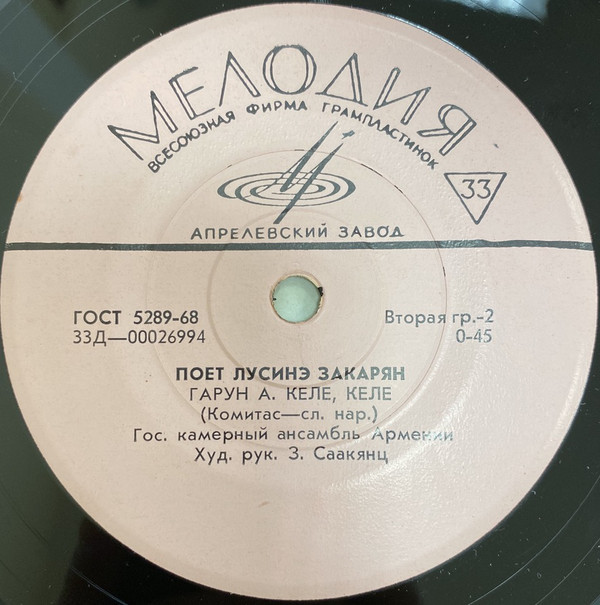 МЕЛОДИЯ
ВСЕСОЮЗНАЯ ФИРМА ГРАМПЛАСТИНОК
33
АПРЕЛЕВСКИЙ ЗАВОД
ГОСТ 5289-68 Вторая гр.-2
33Д—00026994 0-45
ПОЕТ ЛУСИНЭ ЗАКАРЯН
ГАРУН А. КЕЛЕ, КЕЛЕ
(Комитас—сл. нар.)
Гос. камерный ансамбль Армении
Худ. рук. З. Саакянц